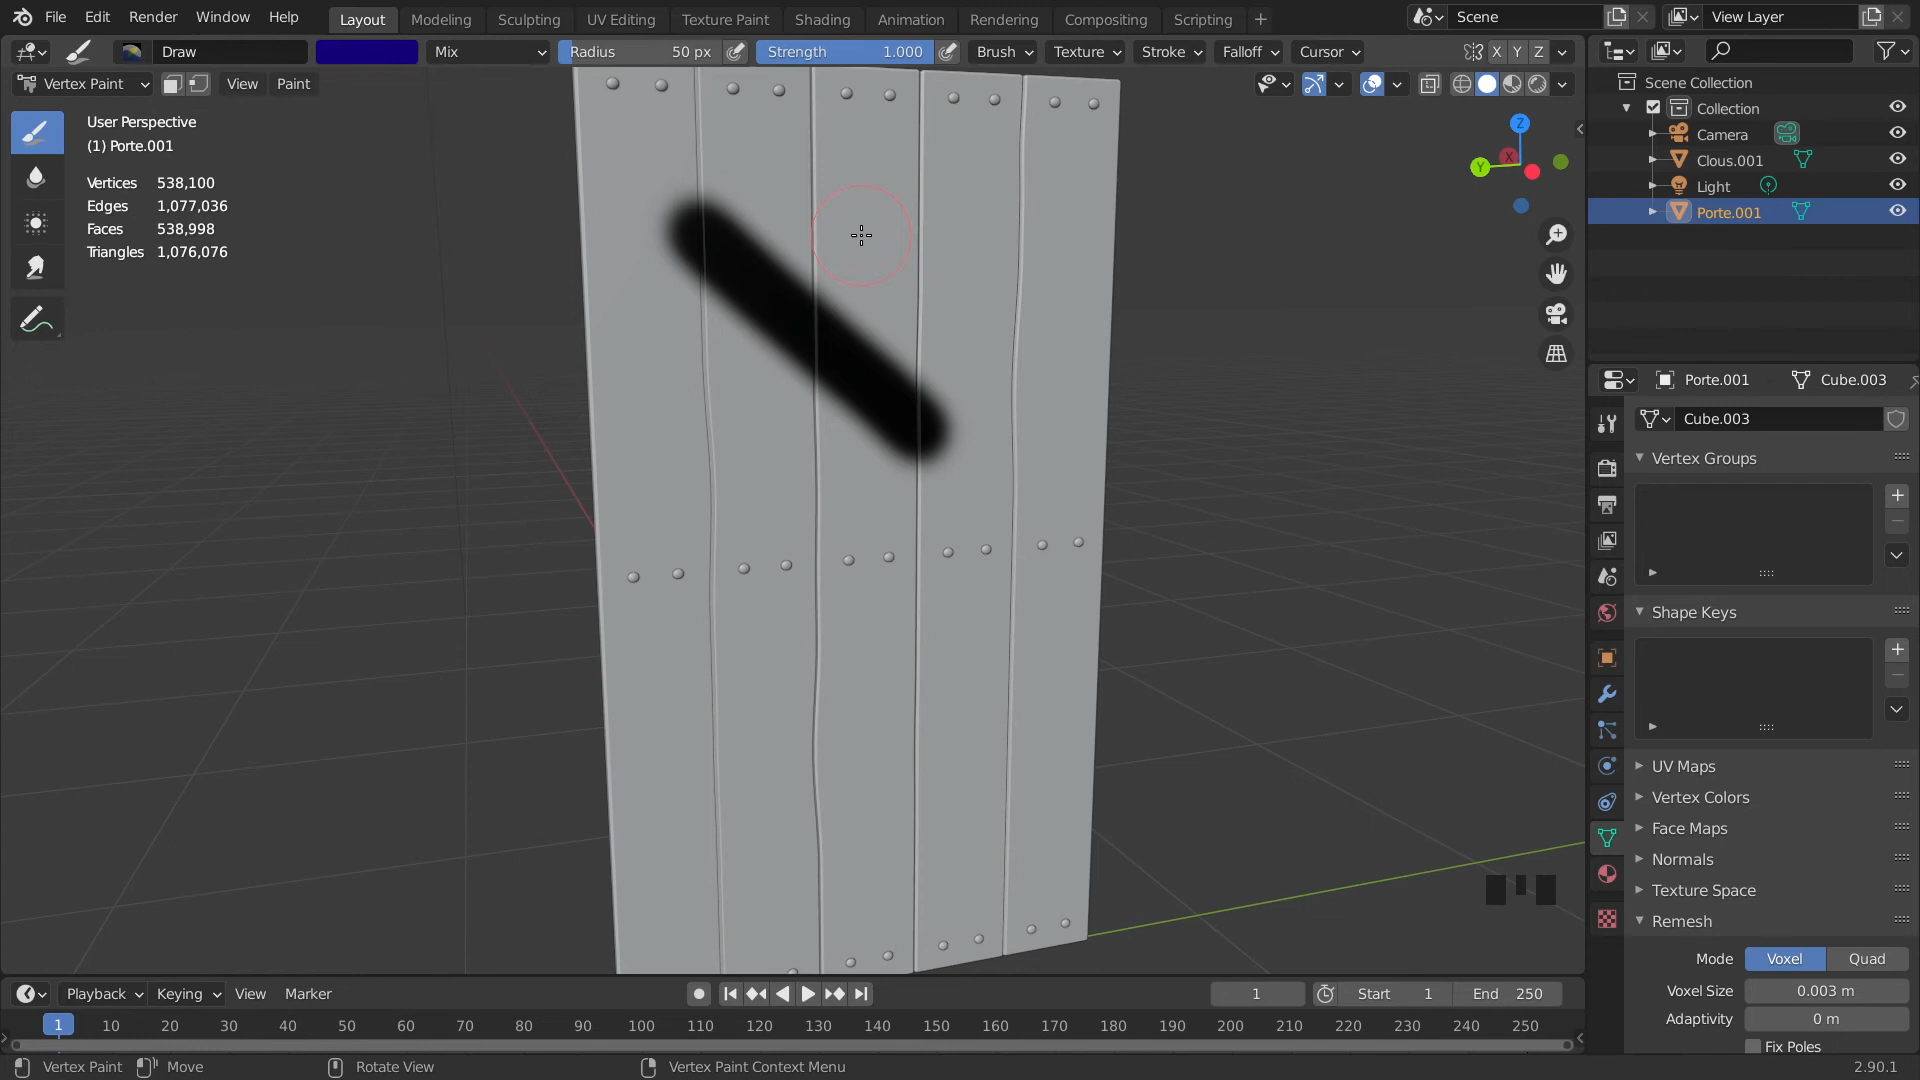 File Edit Render Window Help Layout Modeling Sculpting UV Editing Texture Paint Shading Animation Rendering Compositing Scripting + Scene View Layer
Draw Mix Radius 50 px Strength 1.000 Brush Texture Stroke Falloff Cursor X Y Z
Vertex Paint View Paint
User Perspective
(1) Porte.001
Vertices 538,100
Edges 1,077,036
Faces 538,998
Triangles 1,076,076
Z
X
Y
Scene Collection
Collection
Camera
Clous.001
Light
Porte.001
Porte.001 Cube.003
Cube.003
Vertex Groups
Shape Keys
UV Maps
Vertex Colors
Face Maps
Normals
Texture Space
Remesh
Mode Voxel Quad
Voxel Size 0.003 m
Adaptivity 0 m
Fix Poles
Playback Keying View Marker 1 Start 1 End 250
1 10 20 30 40 50 60 70 80 90 100 110 120 130 140 150 160 170 180 190 200 210 220 230 240 250
Vertex Paint Move Rotate View Vertex Paint Context Menu 2.90.1